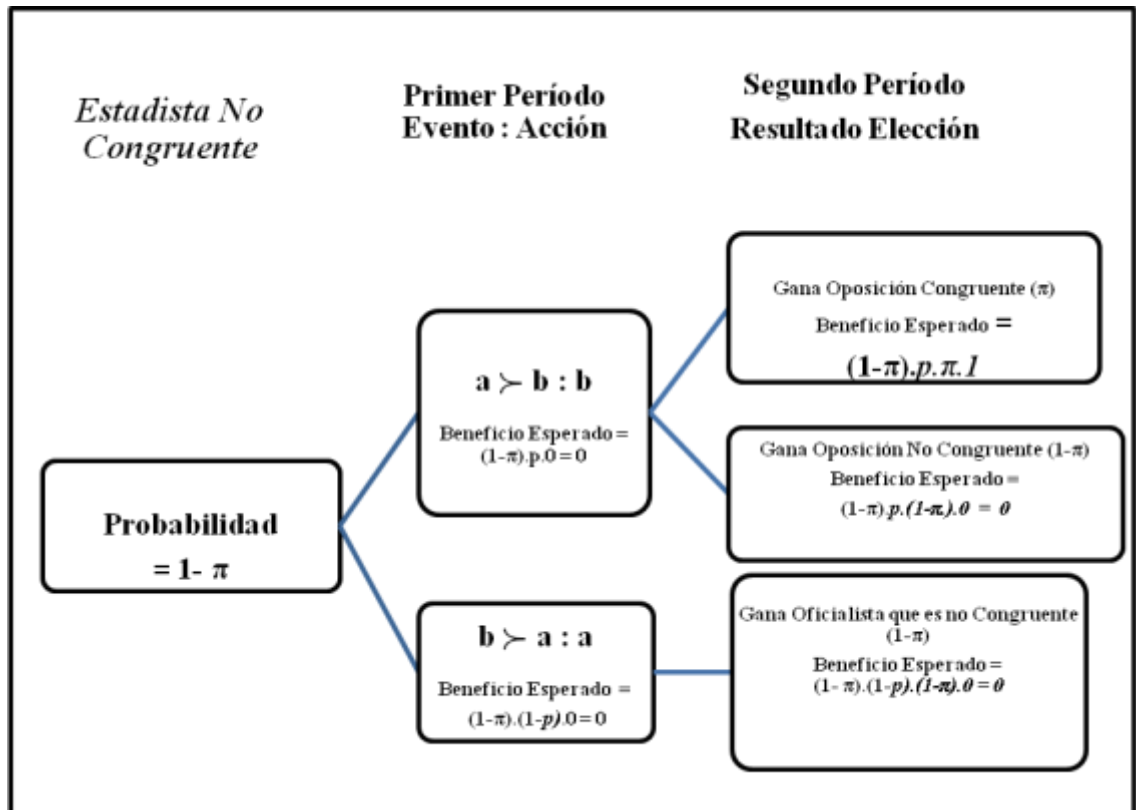 Estadista No
Congruente
Primer Período
Evento : Acción
Segundo Período
Resultado Elección
Probabilidad
= 1- π
a ≻ b : b
Beneficio Esperado =
(1-π).p.0 = 0
b ≻ a : a
Beneficio Esperado =
(1-π).(1-p).0 = 0
Gana Oposición Congruente (π)
Beneficio Esperado =
(1-π).p.π.1
Gana Oposición No Congruente (1-π)
Beneficio Esperado =
(1-π).p.(1-π).0 = 0
Gana Oficialista que es no Congruente
(1-π)
Beneficio Esperado =
(1- π).(1-p).(1-π).0 = 0